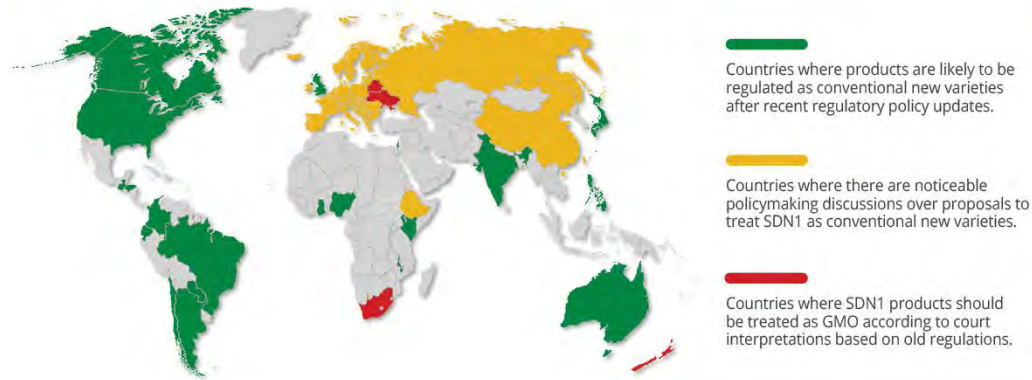 Countries where products are likely to be
regulated as conventional new varieties
after recent regulatory policy updates.
Countries where there are noticeable
policymaking discussions over proposals to
treat SDN1 as conventional new varieties.
Countries where SDN1 products should
be treated as GMO according to court
interpretations based on old regulations.